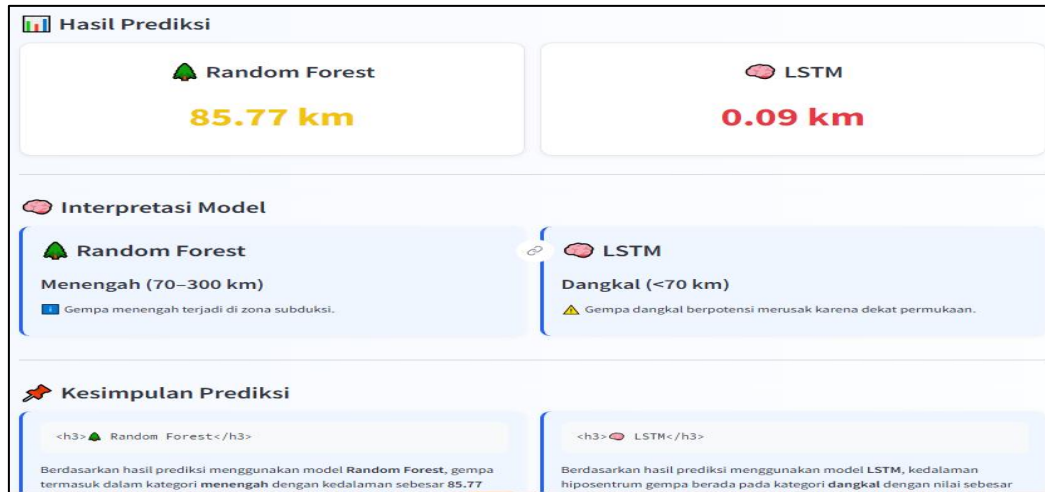 Hasil Prediksi
Random Forest
85.77 km
LSTM
0.09 km
Interpretasi Model
Random Forest
Menengah (70–300 km)
Gempa menengah terjadi di zona subduksi.
LSTM
Dangkal (<70 km)
Gempa dangkal berpotensi merusak karena dekat permukaan.
Kesimpulan Prediksi
<h3>🌲 Random Forest</h3>
Berdasarkan hasil prediksi menggunakan model Random Forest, gempa
termasuk dalam kategori menengah dengan kedalaman sebesar 85.77
<h3>🧠 LSTM</h3>
Berdasarkan hasil prediksi menggunakan model LSTM, kedalaman
hiposentrum gempa berada pada kategori dangkal dengan nilai sebesar